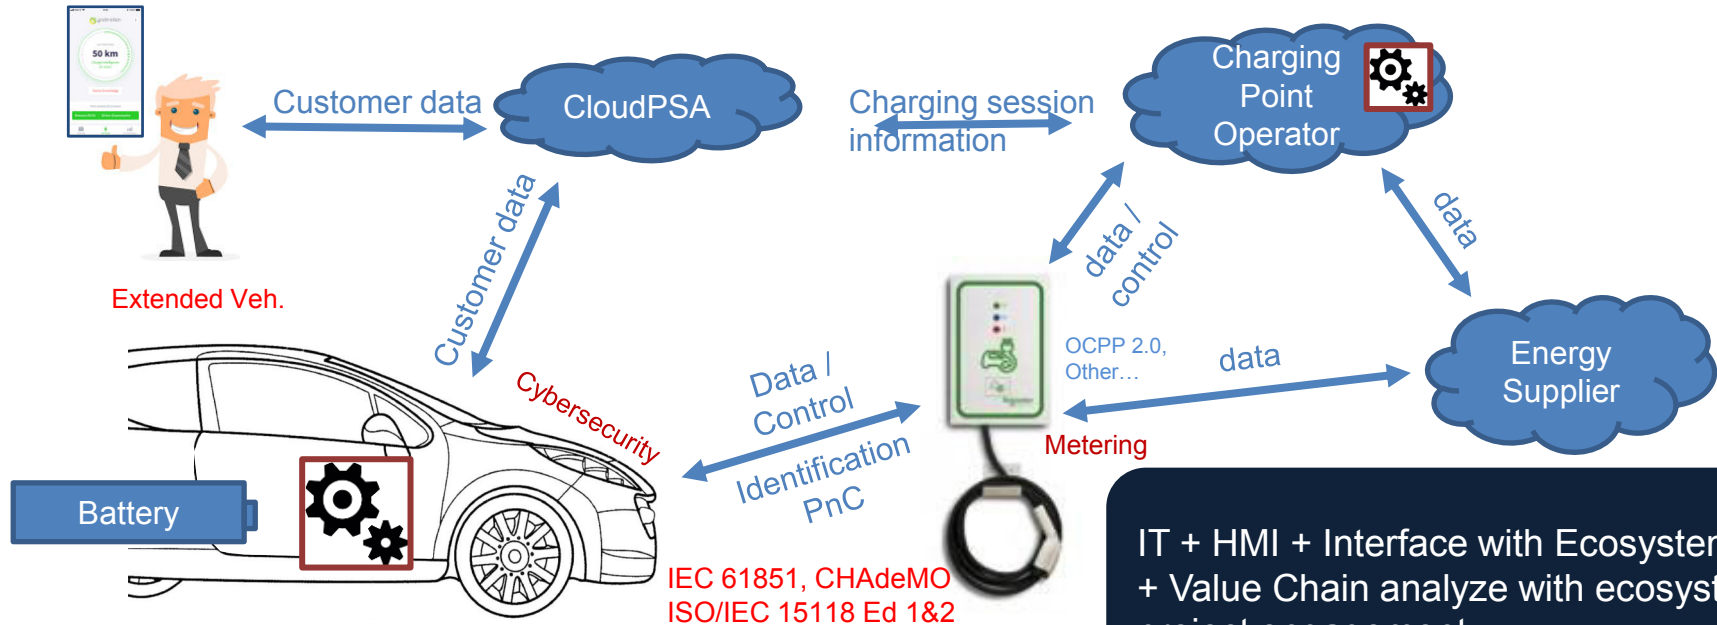 50 km
Customer data
CloudPSA
Charging session
information
Charging
Point
Operator
Customer data
data /
control
data
Extended Veh.
OCPP 2.0,
Other…
data
Energy
Supplier
Cybersecurity
Data /
Control
Metering
Identification
PnC
Battery
IEC 61851, CHAdeMO
ISO/IEC 15118 Ed 1&2
IT + HMI + Interface with Ecosystem
+ Value Chain analyze with ecosyst